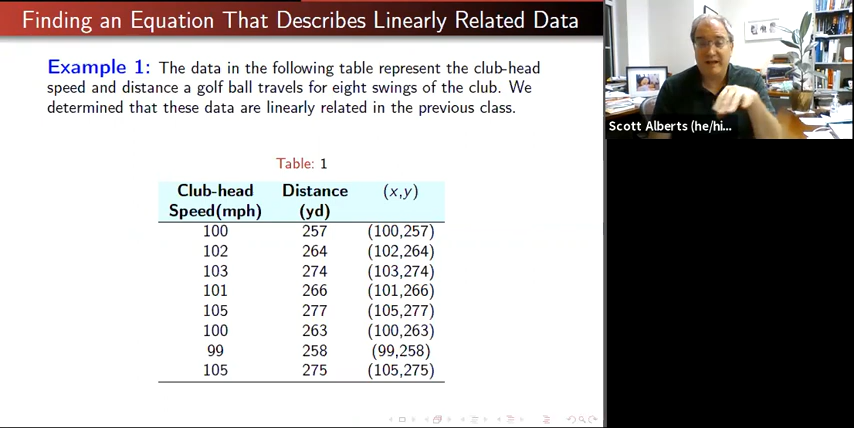 Finding an Equation That Describes Linearly Related Data
Example 1: The data in the following table represent the club-head
speed and distance a golf ball travels for eight swings of the club. We
determined that these data are linearly related in the previous class.
Table: 1
Club-head Distance (x,y)
Speed(mph) (yd)
100 257 (100,257)
102 264 (102,264)
103 274 (103,274)
101 266 (101,266)
105 277 (105,277)
100 263 (100,263)
99 258 (99,258)
105 275 (105,275)
Scott Alberts (he/hi...